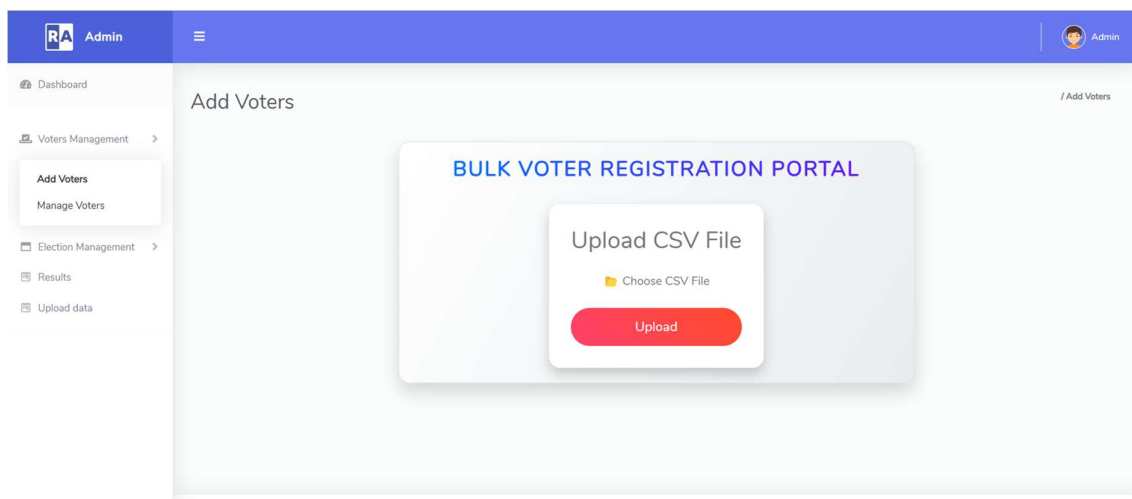 RA Admin
Admin
Dashboard
Add Voters
/ Add Voters
Voters Management
Add Voters
Manage Voters
Election Management
Results
Upload data
BULK VOTER REGISTRATION PORTAL
Upload CSV File
Choose CSV File
Upload